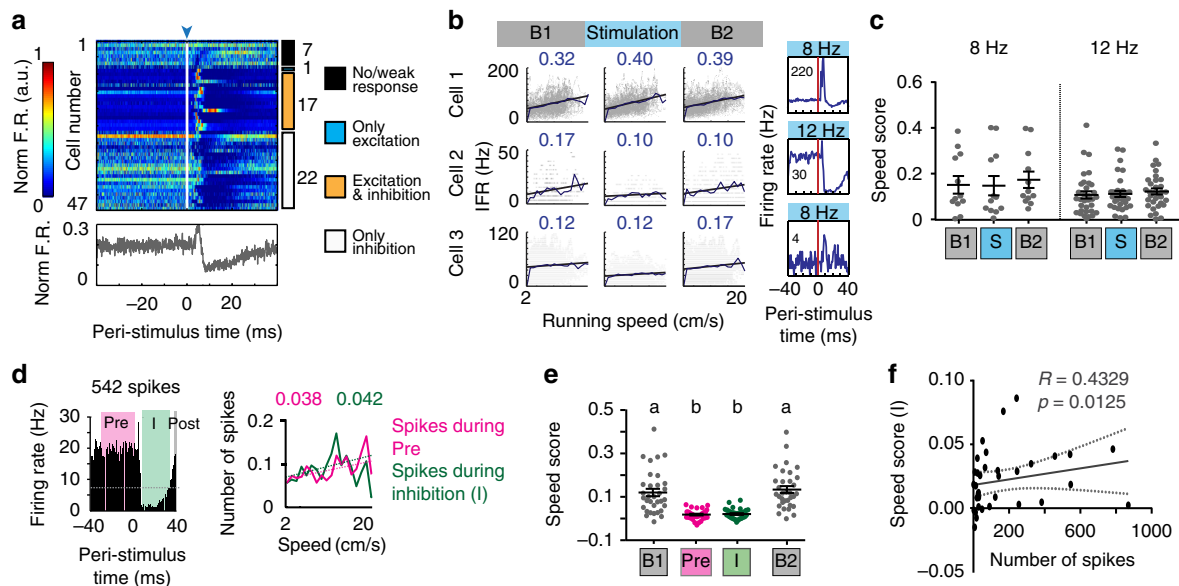 a
Norm F.R. (a.u.)
1
0
Cell number
1
47
7
1
17
22
No/weak
response
Only
excitation
Excitation
& inhibition
Only
inhibition
Norm F.R.
0.3
0
−20 0 20
Peri-stimulus time (ms)
b
B1 Stimulation B2
Cell 1
0.32 0.40 0.39
200
0
Cell 2
IFR (Hz)
0.17 0.10 0.10
50
0
Cell 3
0.12 0.12 0.17
120
0
2 20
Running speed (cm/s)
Firing rate (Hz)
8 Hz
220
12 Hz
30
8 Hz
4
−40 0 40
Peri-stimulus
time (ms)
c
8 Hz 12 Hz
Speed score
0.6
0.4
0.2
0
B1 S B2 B1 S B2
d
542 spikes
Firing rate (Hz)
30
20
10
0
Pre I Post
−40 0 40
Peri-stimulus
time (ms)
0.038 0.042
Number of spikes
0.2
0.1
0
2 20
Speed (cm/s)
Spikes during
Pre
Spikes during
inhibition (I)
e
a b b a
Speed score
0.5
0.3
0.1
−0.1
B1 Pre I B2
f
R = 0.4329
p = 0.0125
Speed score (I)
0.10
0.05
0.00
−0.05
200 600 1000
Number of spikes